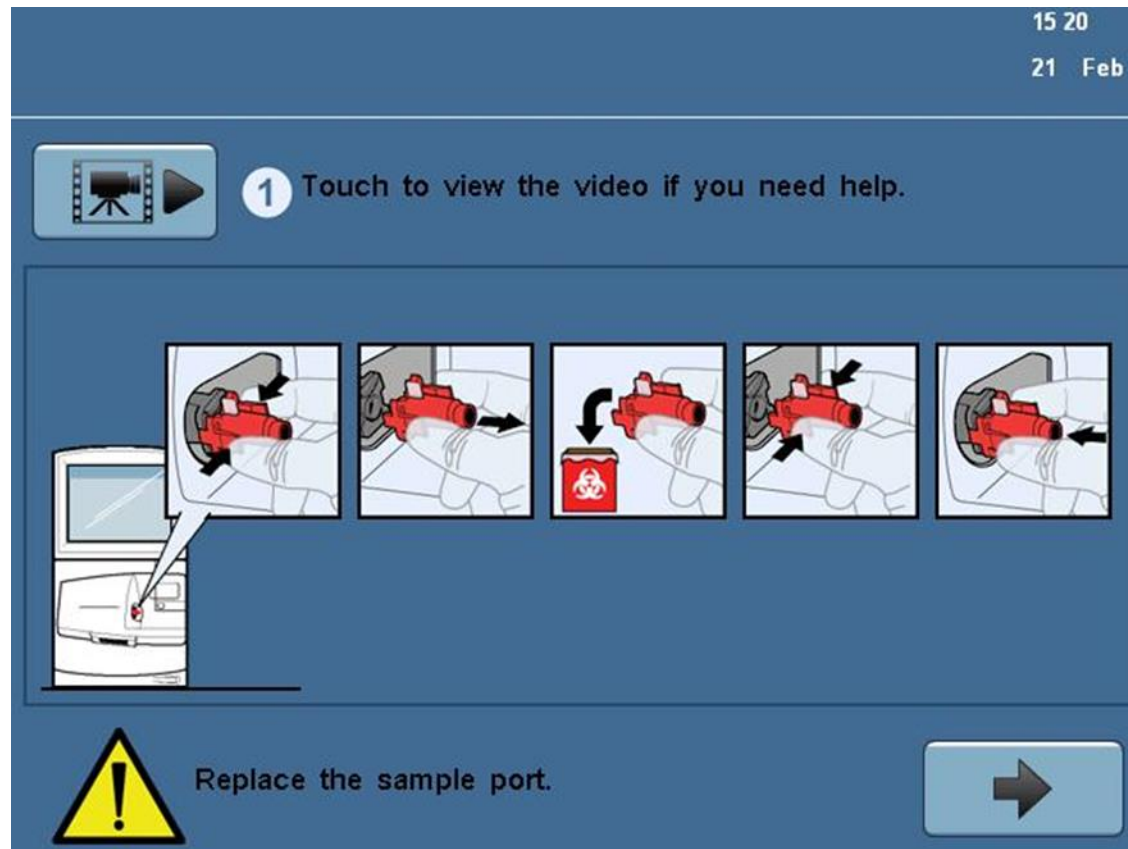 15 20
21 Feb
1 Touch to view the video if you need help.
Replace the sample port.